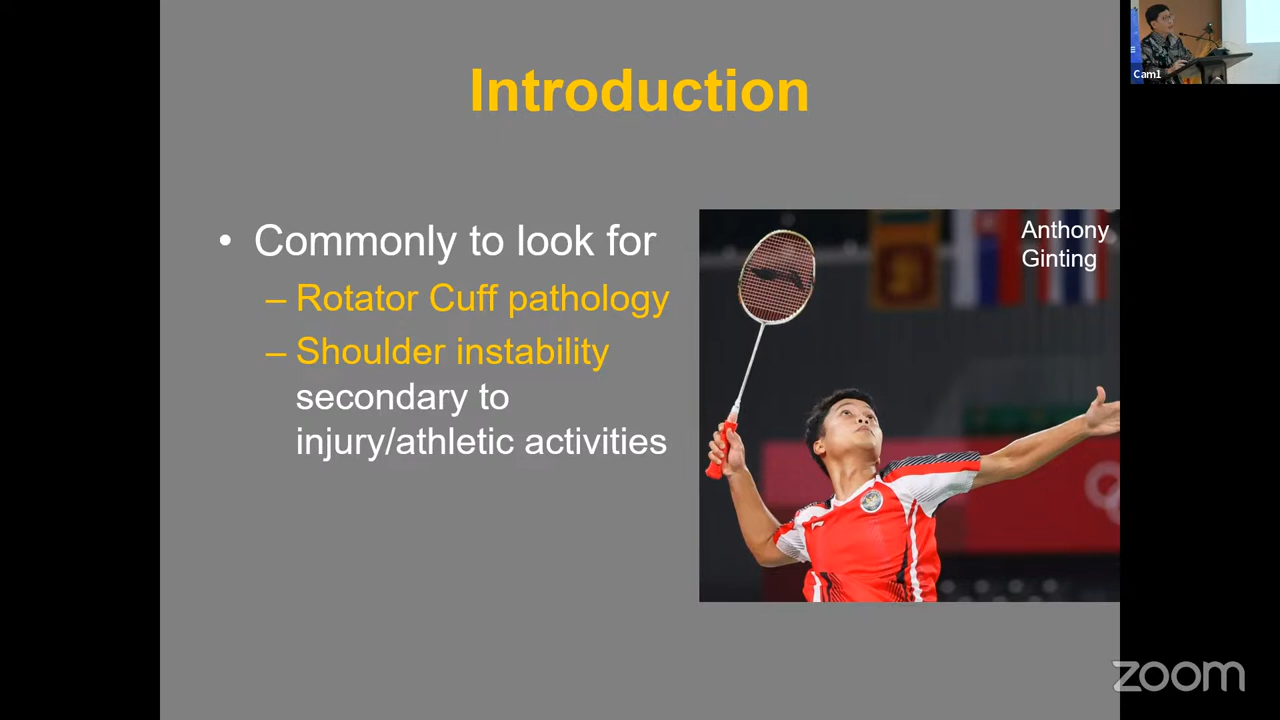 Introduction
• Commonly to look for
– Rotator Cuff pathology
– Shoulder instability
secondary to
injury/athletic activities
Anthony
Ginting
Cam1
zoom